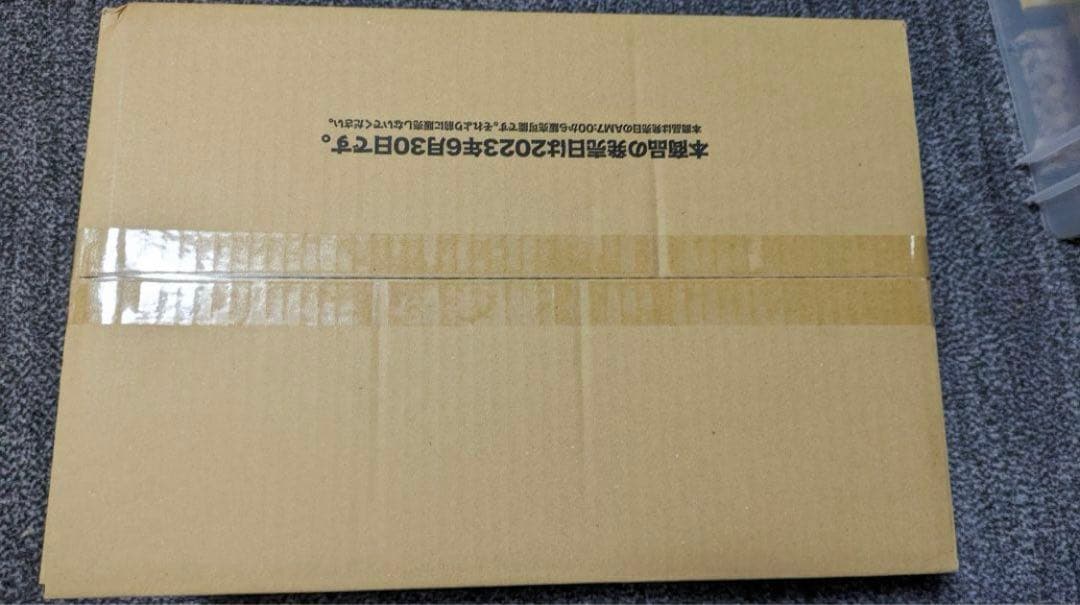 本商品の発売日は2023年6月30日です。
本商品は発売日のAM7:00から販売可能です。それより前に販売しないでください。